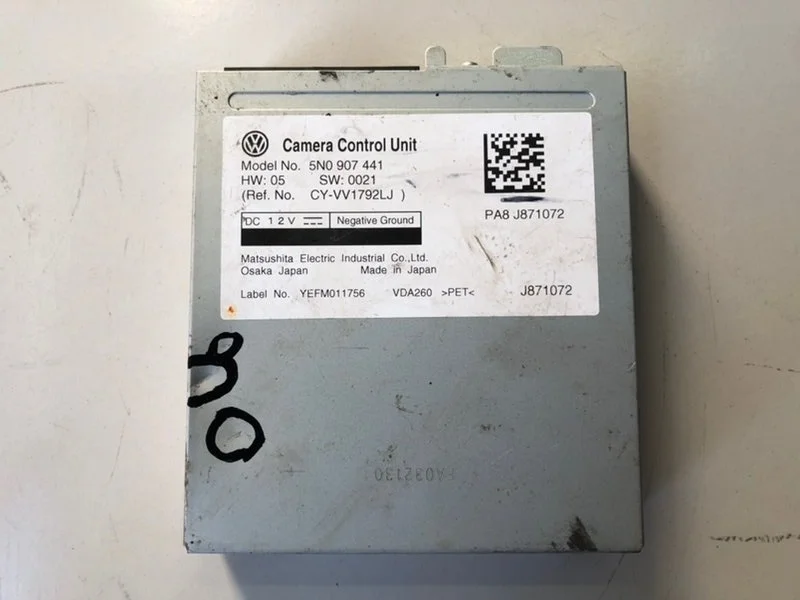 VW Camera Control Unit
Model No. 5N0 907 441
HW: 05 SW: 0021
(Ref. No. CY-VV1792LJ )
DC 12V Negative Ground
PA8 J871072
Matsushita Electric Industrial Co.,Ltd.
Osaka Japan Made in Japan
Label No. YEFM011756 VDA260 >PET< J871072